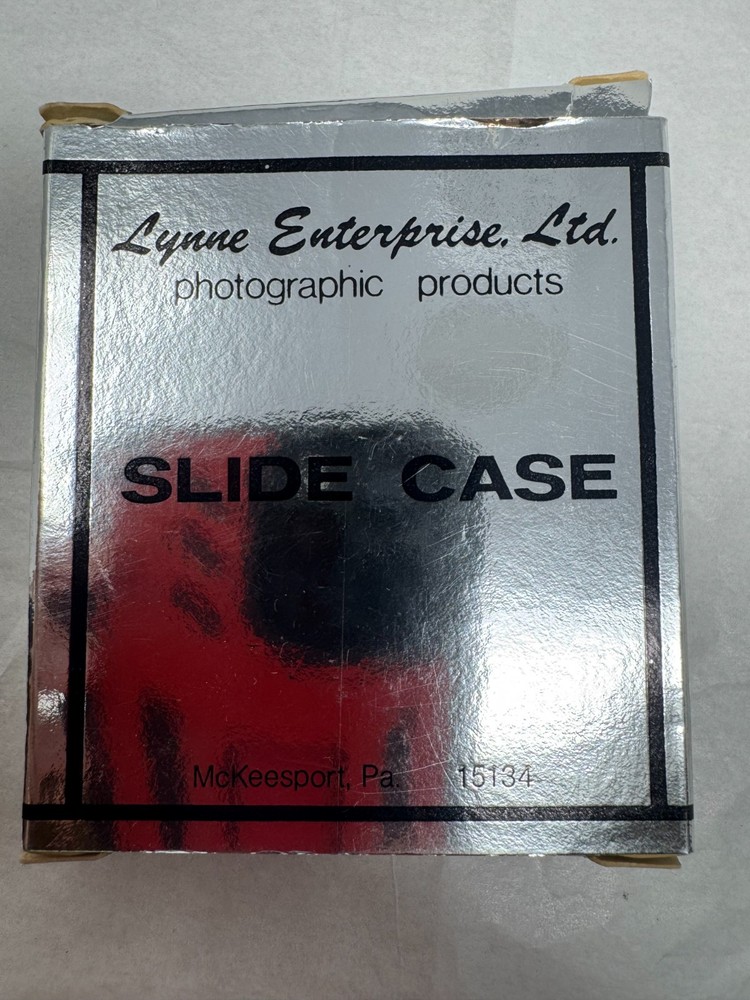 Lynne Enterprise, Ltd.
photographic products
SLIDE CASE
McKeesport, Pa. 15134